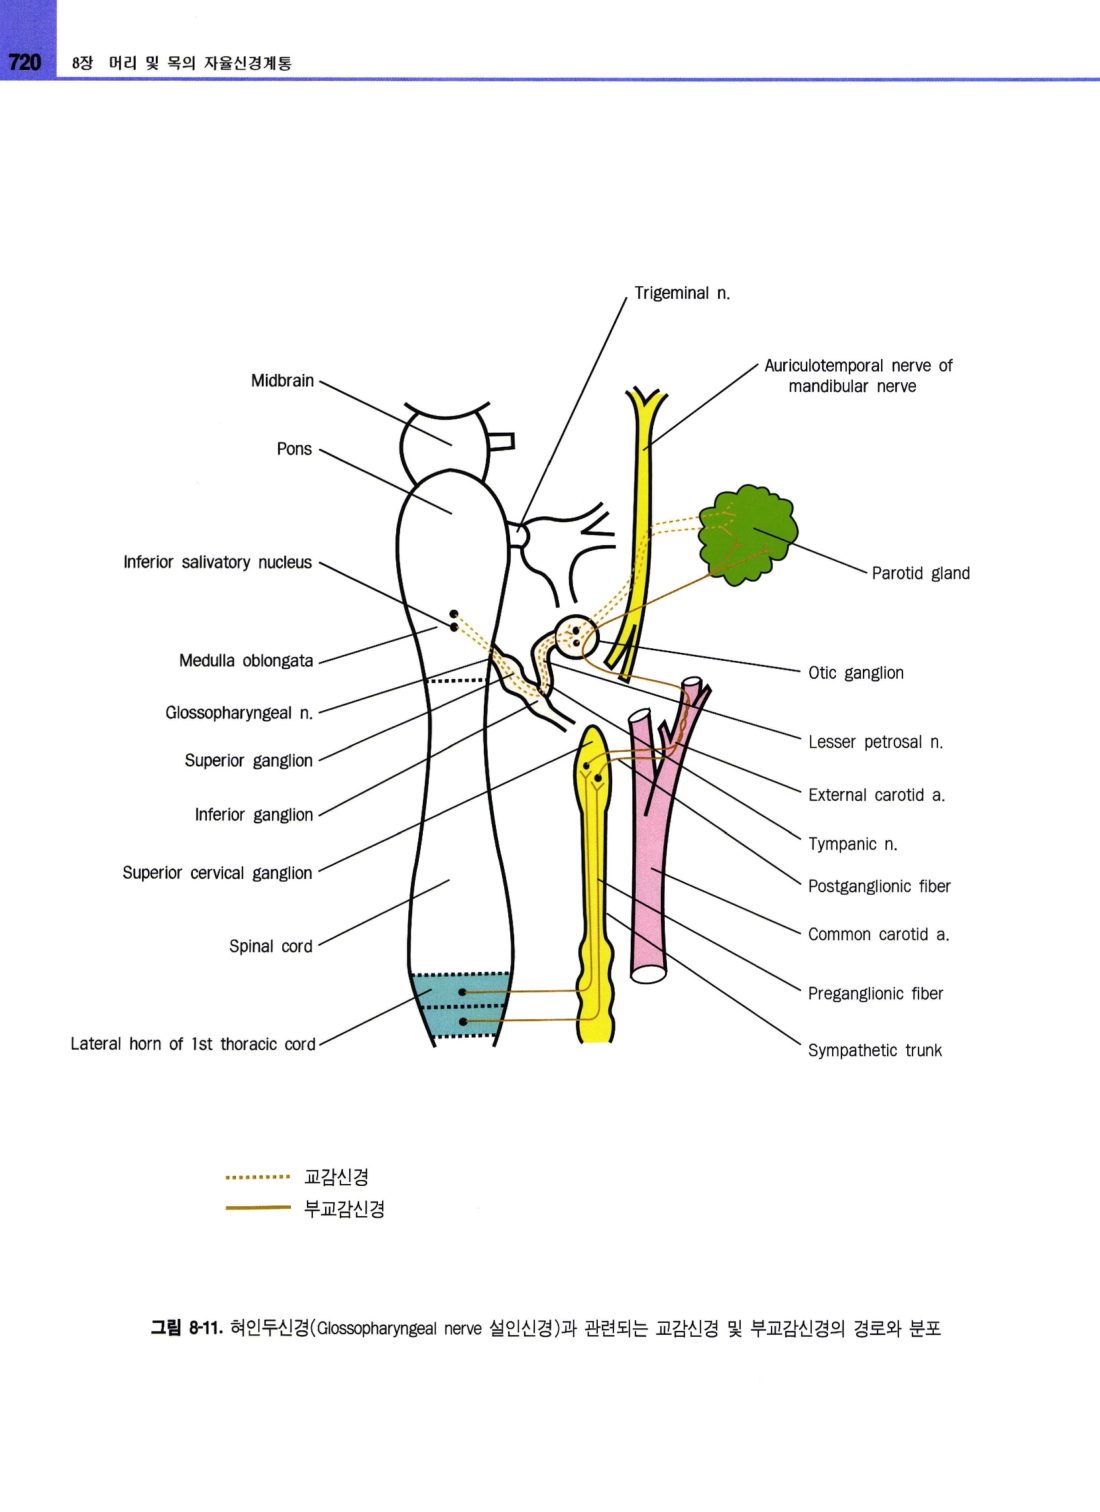 720 8장 머리 및 목의 자율신경계통
Trigeminal n.
Auriculotemporal nerve of
mandibular nerve
Midbrain
Pons
Inferior salivatory nucleus
Parotid gland
Medulla oblongata
Otic ganglion
Glossopharyngeal n.
Lesser petrosal n.
Superior ganglion
External carotid a.
Inferior ganglion
Tympanic n.
Superior cervical ganglion
Postganglionic fiber
Common carotid a.
Spinal cord
Preganglionic fiber
Lateral horn of 1st thoracic cord
Sympathetic trunk
교감신경
부교감신경
그림 8-11. 혀인두신경(Glossopharyngeal nerve 설인신경)과 관련되는 교감신경 및 부교감신경의 경로와 분포